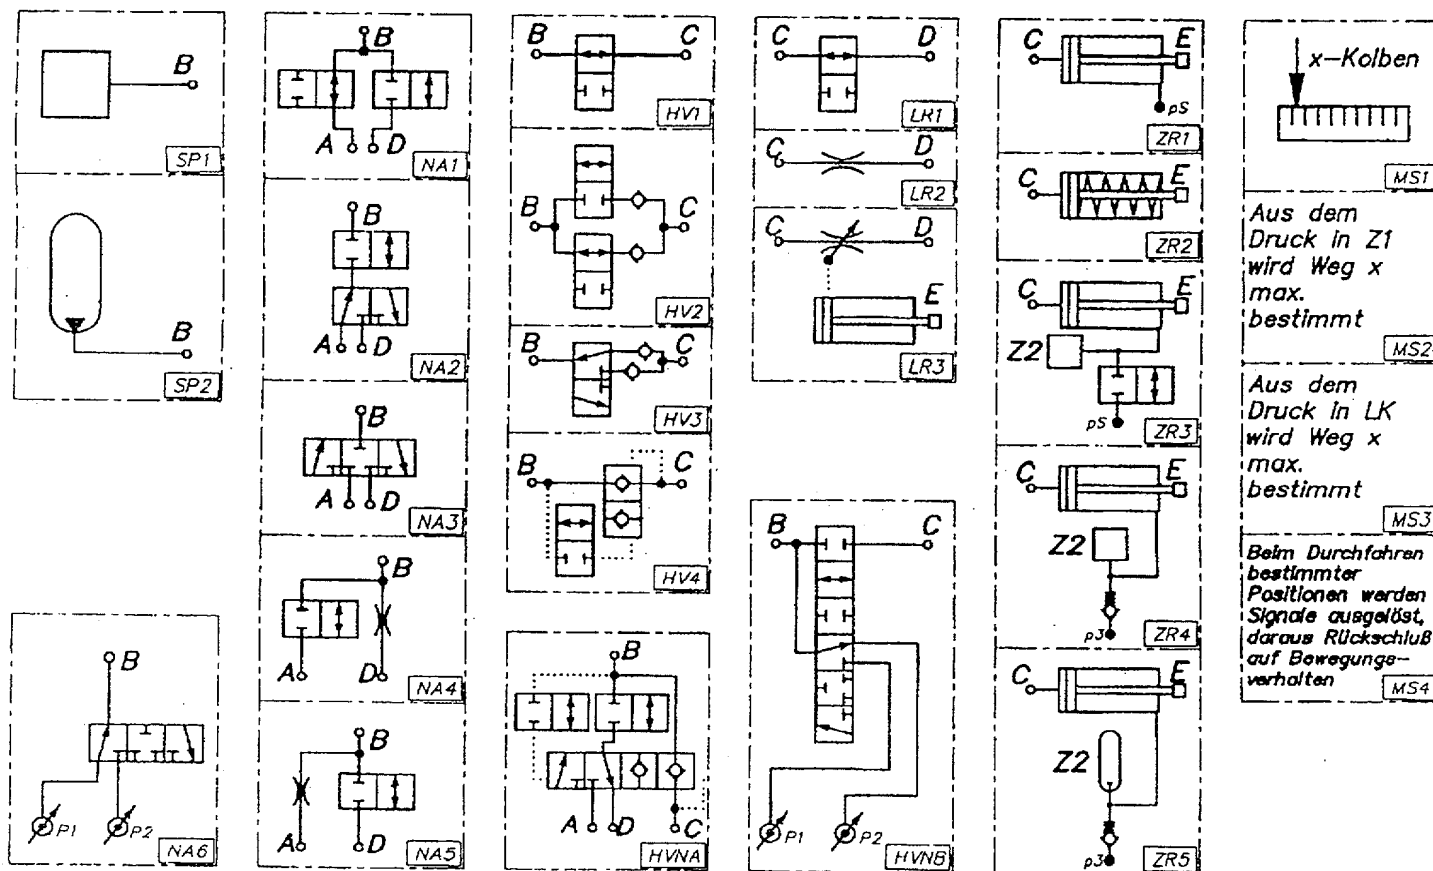 B
SP1
B
SP2
B
P1
P2
NA6
B
A
D
NA1
B
A
D
NA2
B
A
D
NA3
B
A
D
NA4
B
A
D
NA5
B
C
HV1
B
C
HV2
B
C
HV3
B
C
HV4
B
A
D
C
HVNA
C
D
LR1
C
D
LR2
C
D
E
LR3
B
C
P1
P2
HVNB
C
E
pS
ZR1
C
E
ZR2
C
E
Z2
pS
ZR3
C
E
Z2
p3
ZR4
C
E
Z2
p3
ZR5
x-Kolben
MS1
Aus dem
Druck in Z1
wird Weg x
max.
bestimmt
MS2
Aus dem
Druck in LK
wird Weg x
max.
bestimmt
MS3
Beim Durchfahren
bestimmter
Positionen werden
Signale ausgelöst,
daraus Rückschluß
auf Bewegungs-
verhalten
MS4